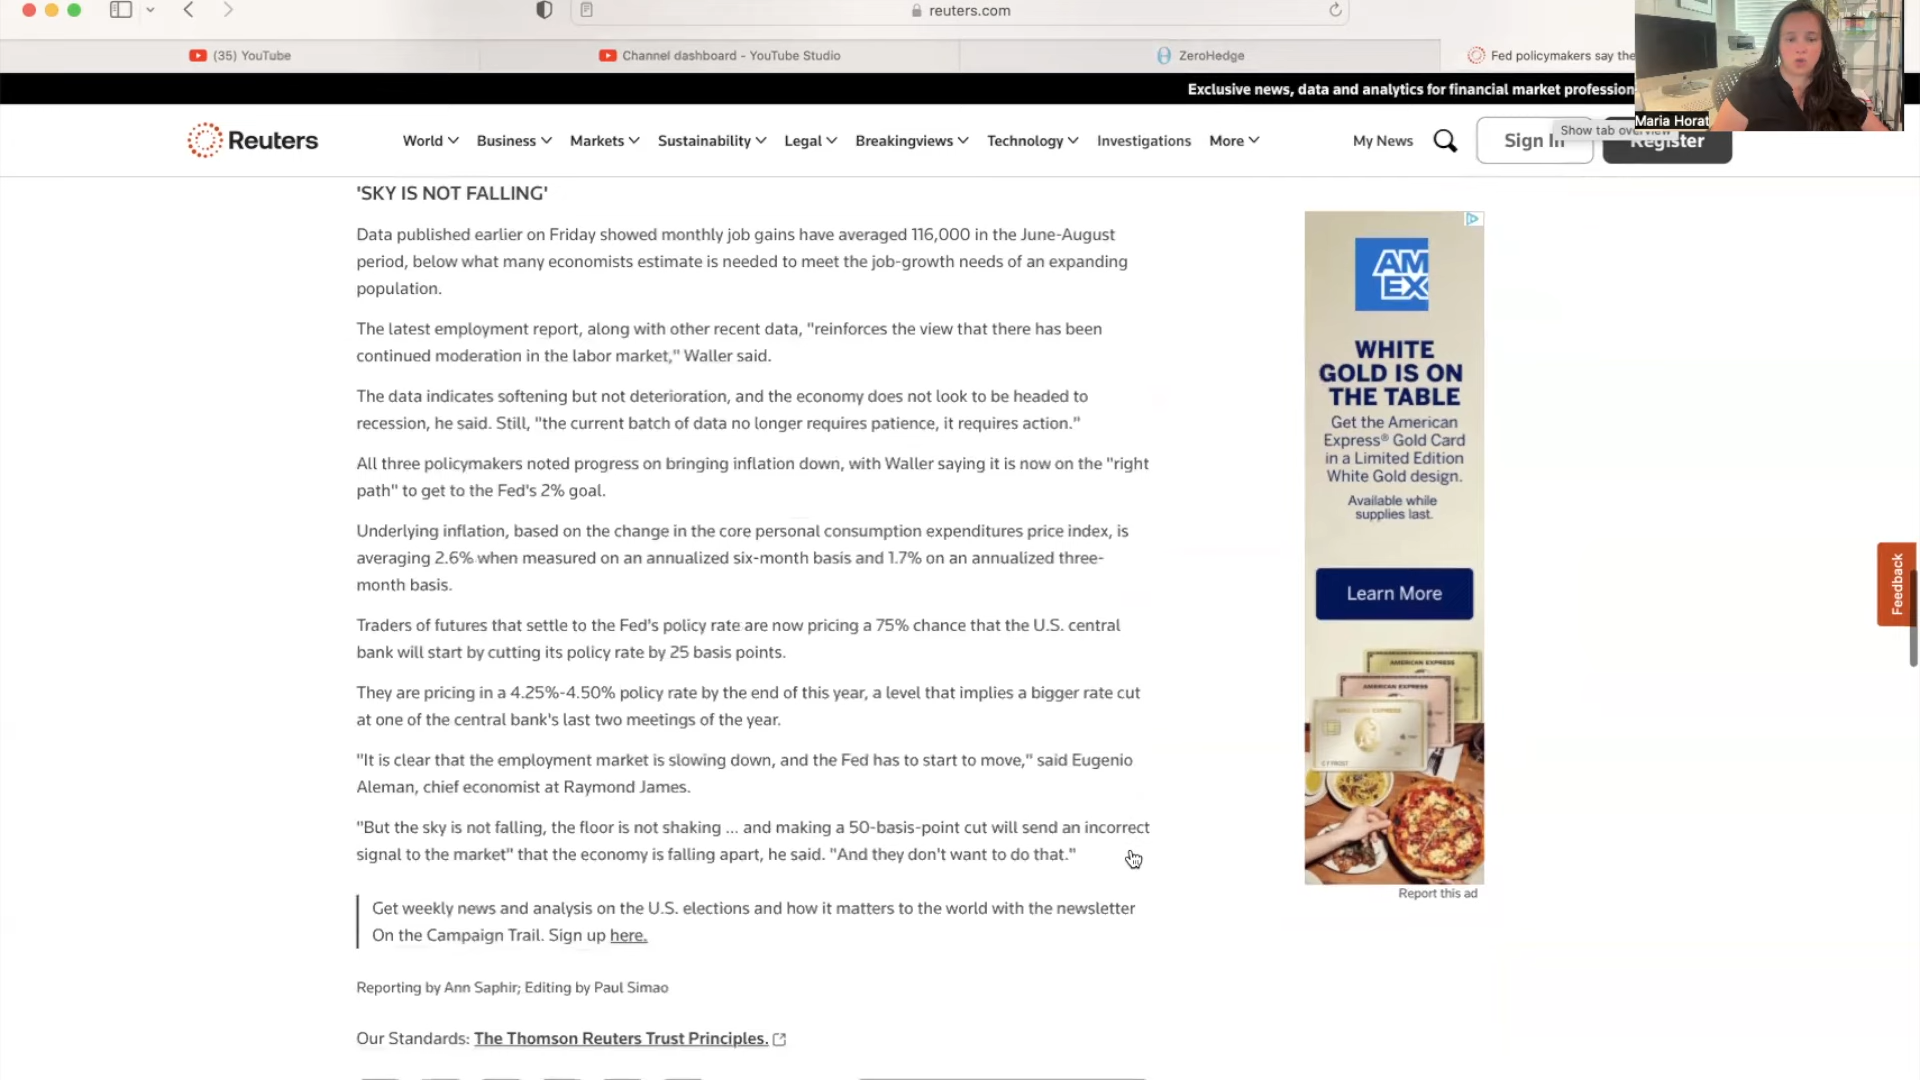 reuters.com
(35) YouTube
Channel dashboard - YouTube Studio
ZeroHedge
Fed policymakers say the
Exclusive news, data and analytics for financial market profession
Maria Horat
Show tab overview
Reuters
World
Business
Markets
Sustainability
Legal
Breakingviews
Technology
Investigations
More
My News
Sign In
Register
'SKY IS NOT FALLING'
Data published earlier on Friday showed monthly job gains have averaged 116,000 in the June-August
period, below what many economists estimate is needed to meet the job-growth needs of an expanding
population.
The latest employment report, along with other recent data, "reinforces the view that there has been
continued moderation in the labor market," Waller said.
The data indicates softening but not deterioration, and the economy does not look to be headed to
recession, he said. Still, "the current batch of data no longer requires patience, it requires action."
All three policymakers noted progress on bringing inflation down, with Waller saying it is now on the "right
path" to get to the Fed's 2% goal.
Underlying inflation, based on the change in the core personal consumption expenditures price index, is
averaging 2.6% when measured on an annualized six-month basis and 1.7% on an annualized three-
month basis.
Traders of futures that settle to the Fed's policy rate are now pricing a 75% chance that the U.S. central
bank will start by cutting its policy rate by 25 basis points.
They are pricing in a 4.25%-4.50% policy rate by the end of this year, a level that implies a bigger rate cut
at one of the central bank's last two meetings of the year.
"It is clear that the employment market is slowing down, and the Fed has to start to move," said Eugenio
Aleman, chief economist at Raymond James.
"But the sky is not falling, the floor is not shaking ... and making a 50-basis-point cut will send an incorrect
signal to the market" that the economy is falling apart, he said. "And they don't want to do that."
Get weekly news and analysis on the U.S. elections and how it matters to the world with the newsletter
On the Campaign Trail. Sign up here.
Reporting by Ann Saphir; Editing by Paul Simao
Our Standards: The Thomson Reuters Trust Principles.
AM
EX
WHITE
GOLD IS ON
THE TABLE
Get the American
Express® Gold Card
in a Limited Edition
White Gold design.
Available while
supplies last.
Learn More
AMERICAN EXPRESS
AMERICAN EXPRESS
AMERICAN EXPRESS
C F FROST
Report this ad
Feedback